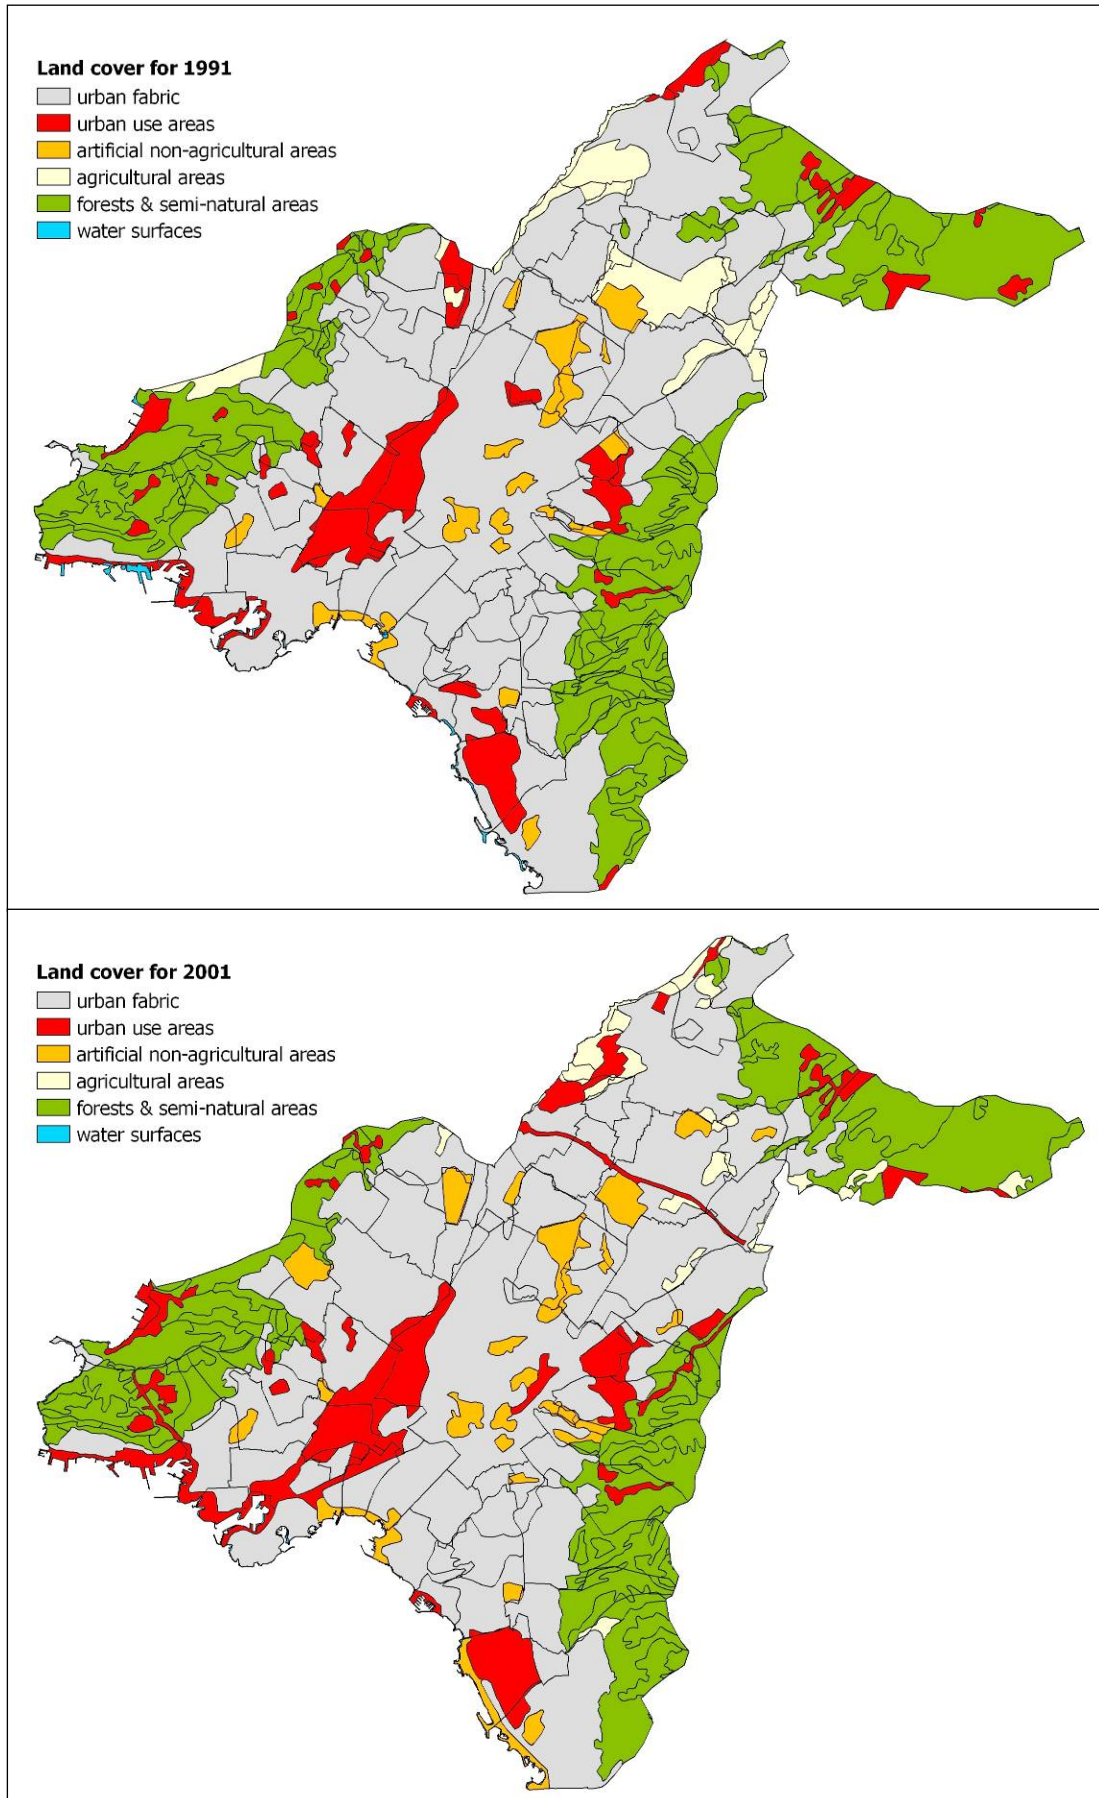 Land cover for 1991
urban fabric
urban use areas
artificial non-agricultural areas
agricultural areas
forests & semi-natural areas
water surfaces
Land cover for 2001
urban fabric
urban use areas
artificial non-agricultural areas
agricultural areas
forests & semi-natural areas
water surfaces